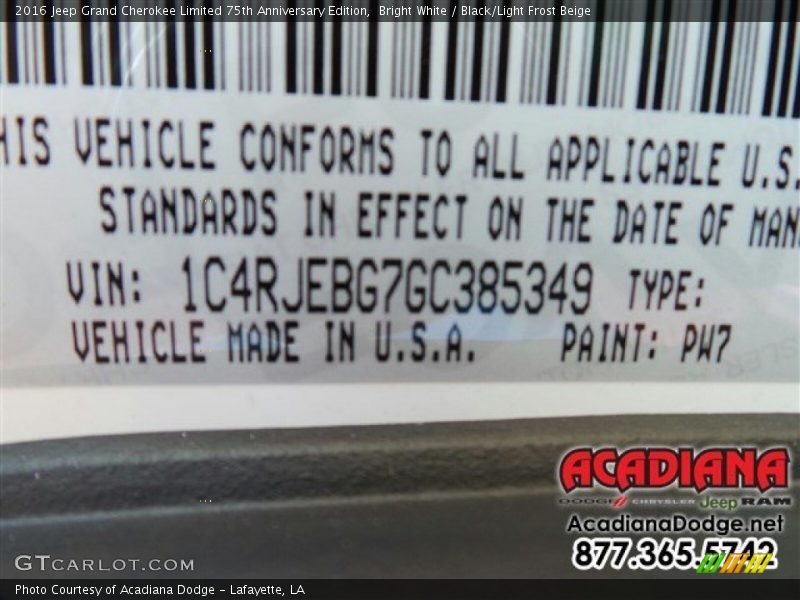 2016 Jeep Grand Cherokee Limited 75th Anniversary Edition,  Bright White / Black/Light Frost Beige
HIS VEHICLE CONFORMS TO ALL APPLICABLE U.S.
STANDARDS IN EFFECT ON THE DATE OF MAN
VIN: 1C4RJEBG7GC385349 TYPE:
VEHICLE MADE IN U.S.A. PAINT: PW7
ACADIANA
DODGE CHRYSLER Jeep RAM
AcadianaDodge.net
877.365.5742
GTCARLOT.COM
Photo Courtesy of Acadiana Dodge - Lafayette, LA